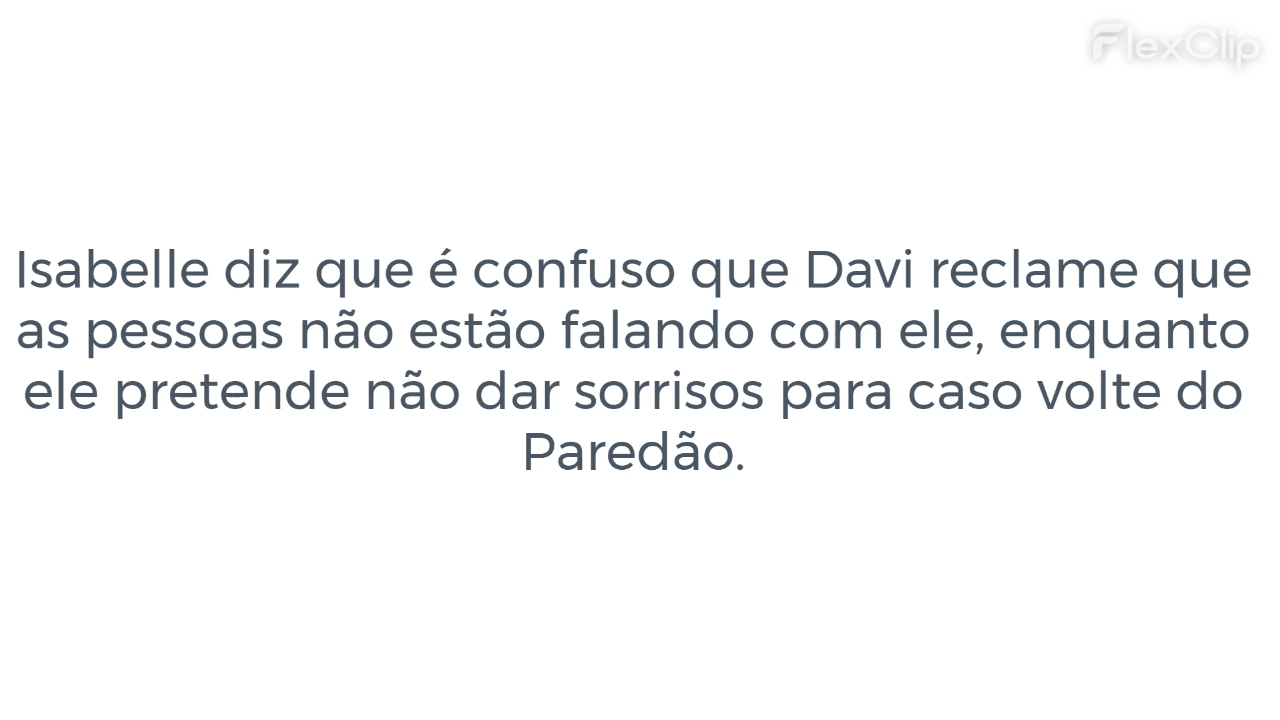 FlexClip
Isabelle diz que é confuso que Davi reclame que
as pessoas não estão falando com ele, enquanto
ele pretende não dar sorrisos para caso volte do
Paredão.